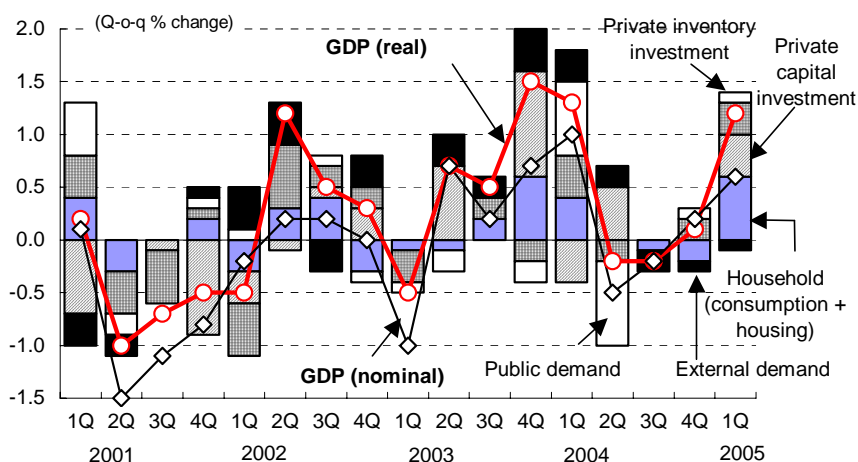 (Q-o-q % change)
GDP (real)
Private inventory
investment
Private
capital
investment
2.0
1.5
1.0
0.5
0.0
-0.5
-1.0
-1.5
Household
(consumption +
housing)
GDP (nominal)
Public demand
External demand
1Q 2Q 3Q 4Q 1Q 2Q 3Q 4Q 1Q 2Q 3Q 4Q 1Q 2Q 3Q 4Q 1Q
2001 2002 2003 2004 2005